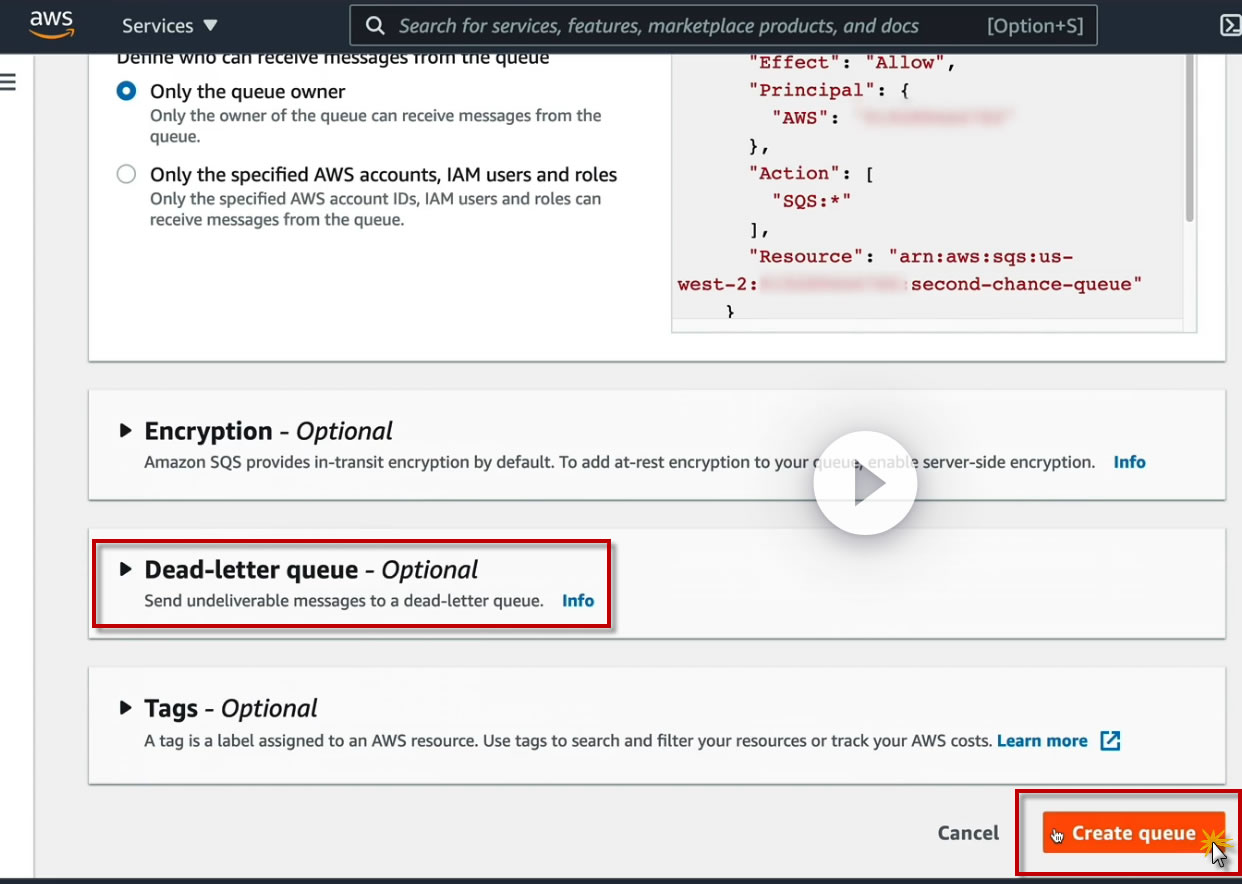 aws
Services ▼
Search for services, features, marketplace products, and docs [Option+S]
Define who can receive messages from the queue
Only the queue owner
Only the owner of the queue can receive messages from the
queue.
Only the specified AWS accounts, IAM users and roles
Only the specified AWS account IDs, IAM users and roles can
receive messages from the queue.
"Effect": "Allow",
"Principal": {
"AWS":
},
"Action": [
"SQS:*"
],
"Resource": "arn:aws:sqs:us-
west-2: :second-chance-queue"
}
Encryption - Optional
Amazon SQS provides in-transit encryption by default. To add at-rest encryption to your queue, enable server-side encryption. Info
Dead-letter queue - Optional
Send undeliverable messages to a dead-letter queue. Info
Tags - Optional
A tag is a label assigned to an AWS resource. Use tags to search and filter your resources or track your AWS costs. Learn more
Cancel Create queue